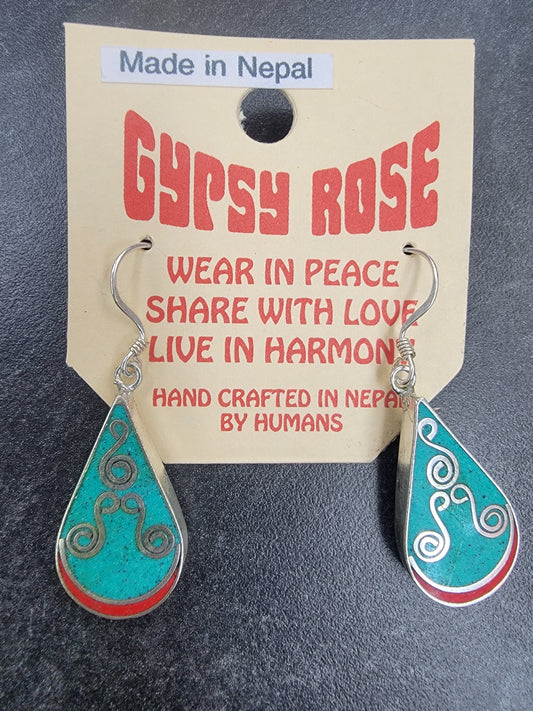 Made in Nepal
GYPSY ROSE
WEAR IN PEACE
SHARE WITH LOVE
LIVE IN HARMONY
HAND CRAFTED IN NEPAL
BY HUMANS